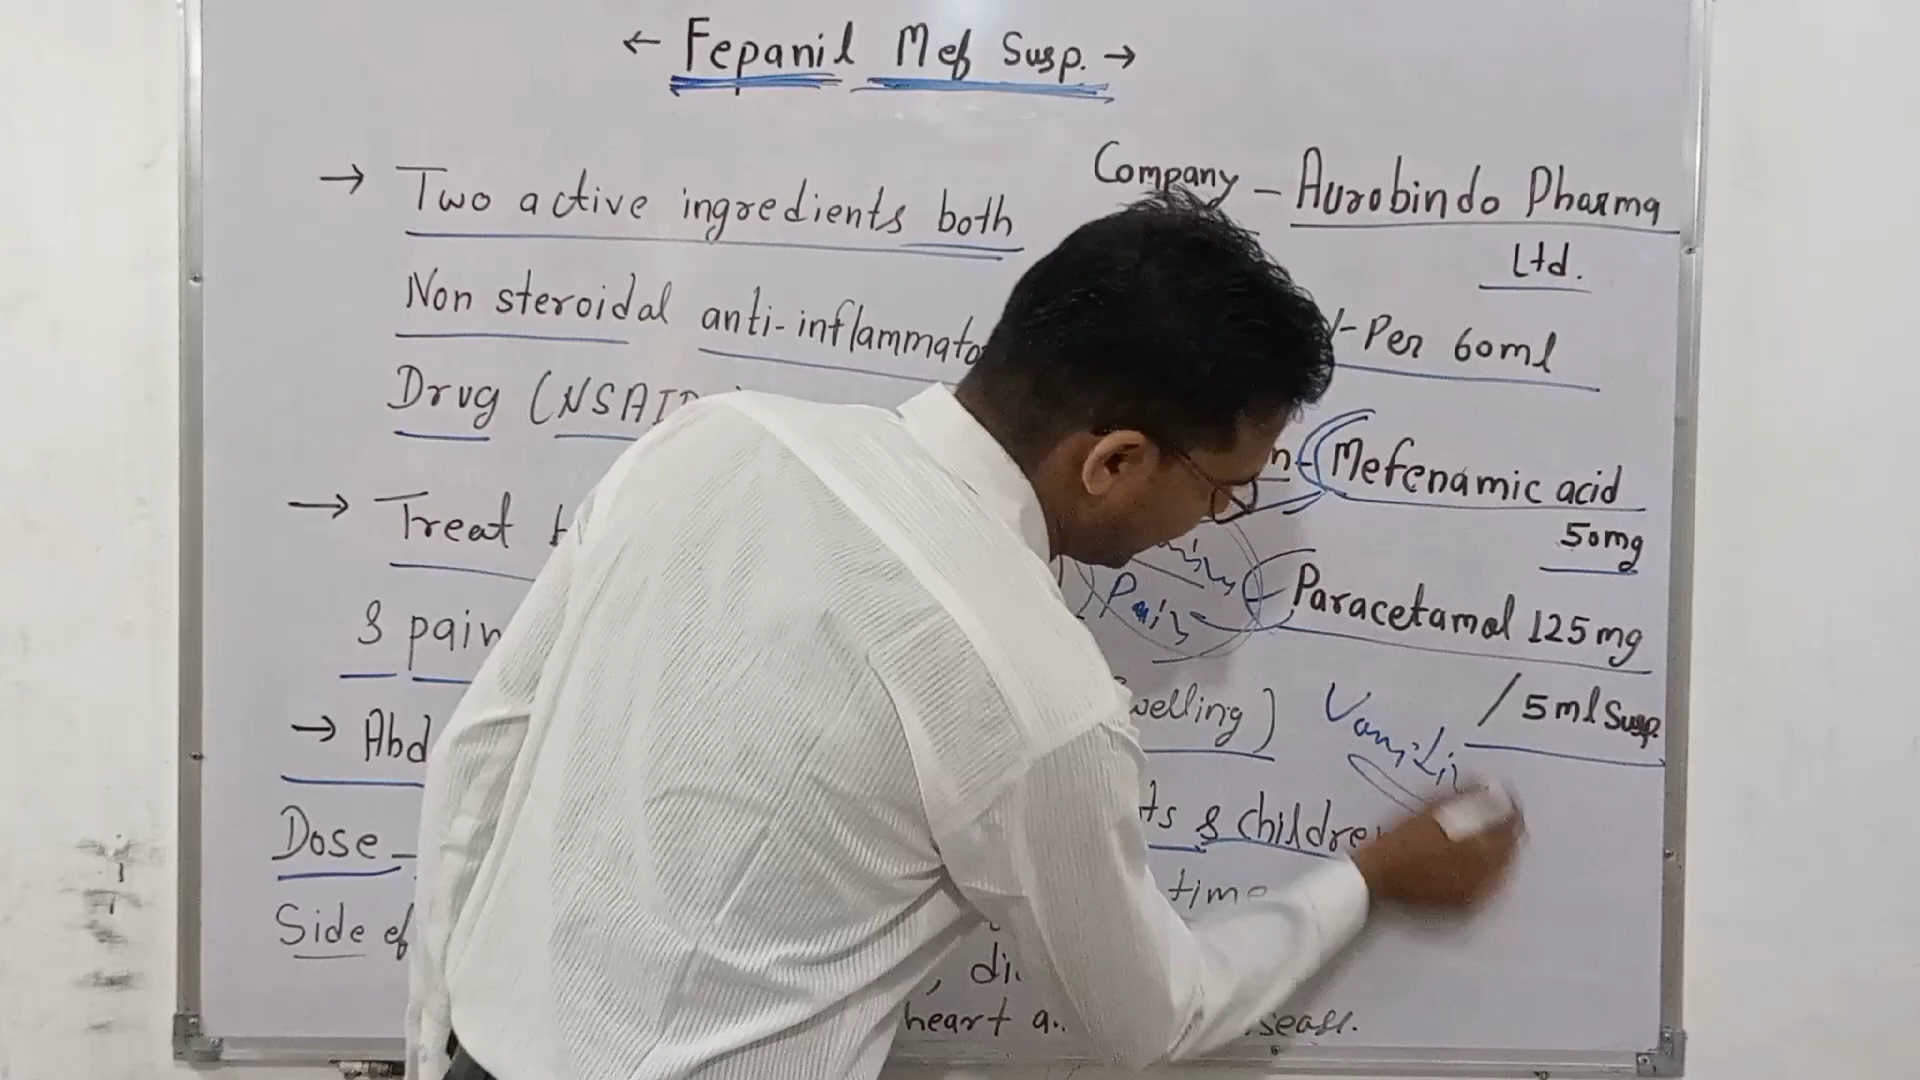 ← Fepanil Mef Susp. →
→ Two active ingredients both
Non steroidal anti-inflammato
Drug (NSAID
→ Treat
& pain
→ Abd
Dose -
Side ef
Company - Aurobindo Pharma
Ltd.
- Per 60ml
n - Mefenamic acid
50mg
Pain
Paracetamol 125mg
/ 5ml Susp.
welling)
ts & childre
time
, di
heart a
sease.